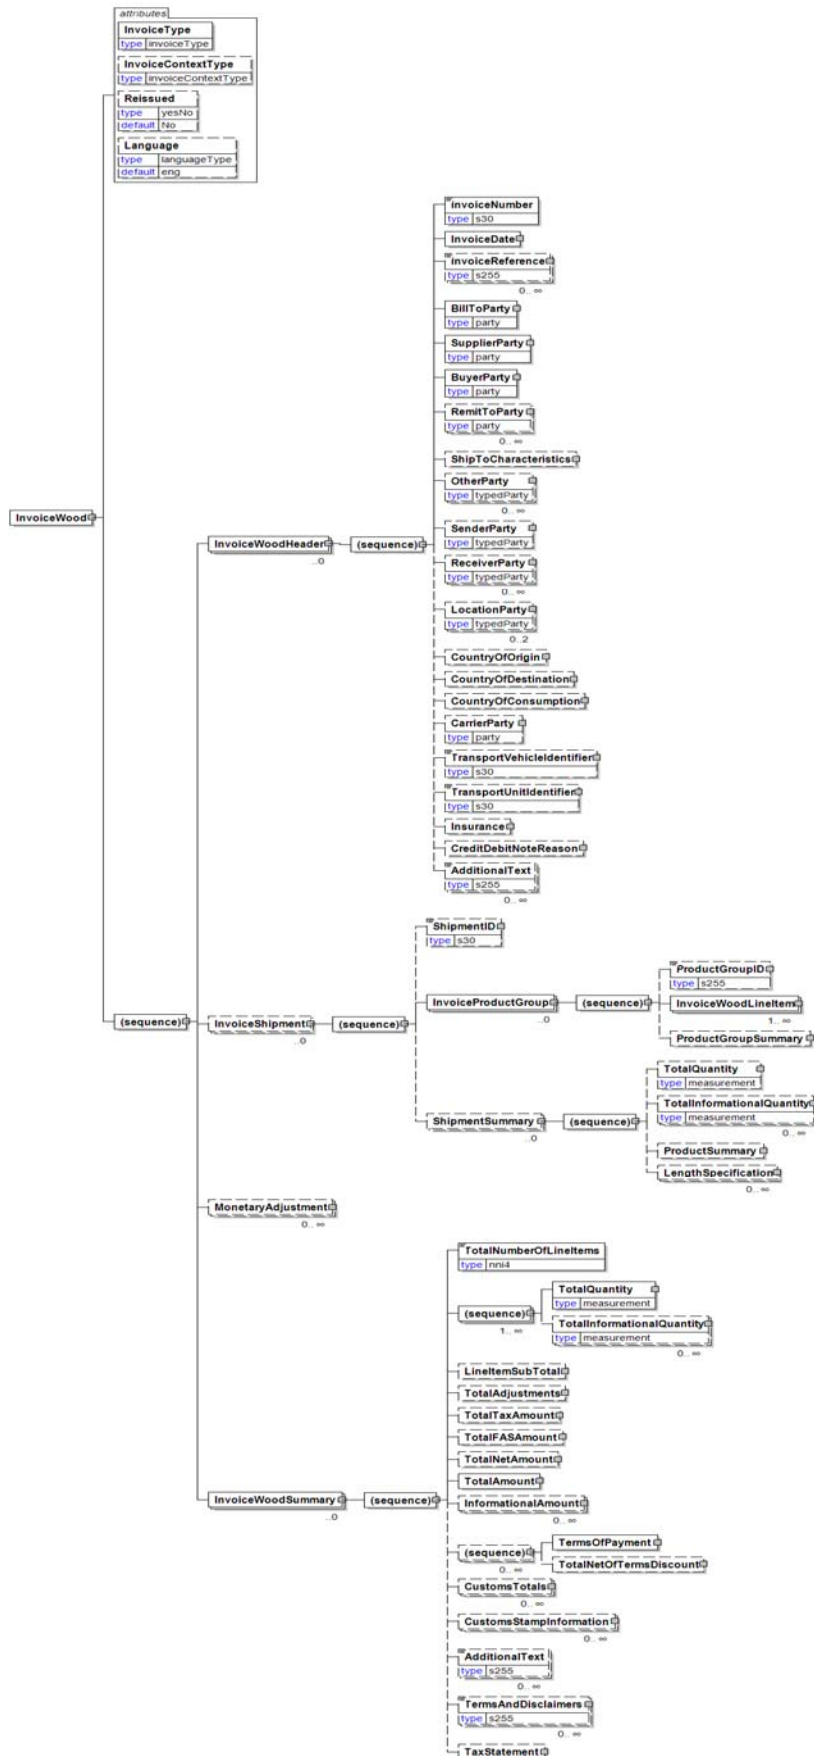 attributes
InvoiceType
type invoiceType
InvoiceContextType
type invoiceContextType
Reissued
type yesNo
default No
Language
type languageType
default eng
InvoiceWood
(sequence)
InvoiceWoodHeader
..0
(sequence)
invoiceNumber
type s30
InvoiceDate
invoiceReference
type s255
0.. ∞
BillToParty
type party
SupplierParty
type party
BuyerParty
type party
RemitToParty
type party
0.. ∞
ShipToCharacteristics
OtherParty
type typedParty
0.. ∞
SenderParty
type typedParty
ReceiverParty
type typedParty
0.. ∞
LocationParty
type typedParty
0..2
CountryOfOrigin
CountryOfDestination
CountryOfConsumption
CarrierParty
type party
TransportVehicleIdentifier
type s30
TransportUnitIdentifier
type s30
Insurance
CreditDebitNoteReason
AdditionalText
type s255
0.. ∞
InvoiceShipment
..0
(sequence)
ShipmentID
type s30
InvoiceProductGroup
..0
(sequence)
ProductGroupID
type s255
InvoiceWoodLineItem
1.. ∞
ProductGroupSummary
ShipmentSummary
..0
(sequence)
TotalQuantity
type measurement
TotalInformationalQuantity
type measurement
0.. ∞
ProductSummary
LengthSpecification
0.. ∞
MonetaryAdjustment
0.. ∞
InvoiceWoodSummary
..0
(sequence)
TotalNumberOfLineItems
type nni4
(sequence)
1.. ∞
TotalQuantity
type measurement
TotalInformationalQuantity
type measurement
0.. ∞
LineItemSubTotal
TotalAdjustments
TotalTaxAmount
TotalFASAmount
TotalNetAmount
TotalAmount
InformationalAmount
0.. ∞
(sequence)
0.. ∞
TermsOfPayment
TotalNetOfTermsDiscount
CustomsTotals
0.. ∞
CustomsStampInformation
0.. ∞
AdditionalText
type s255
0.. ∞
TermsAndDisclaimers
type s255
0.. ∞
TaxStatement